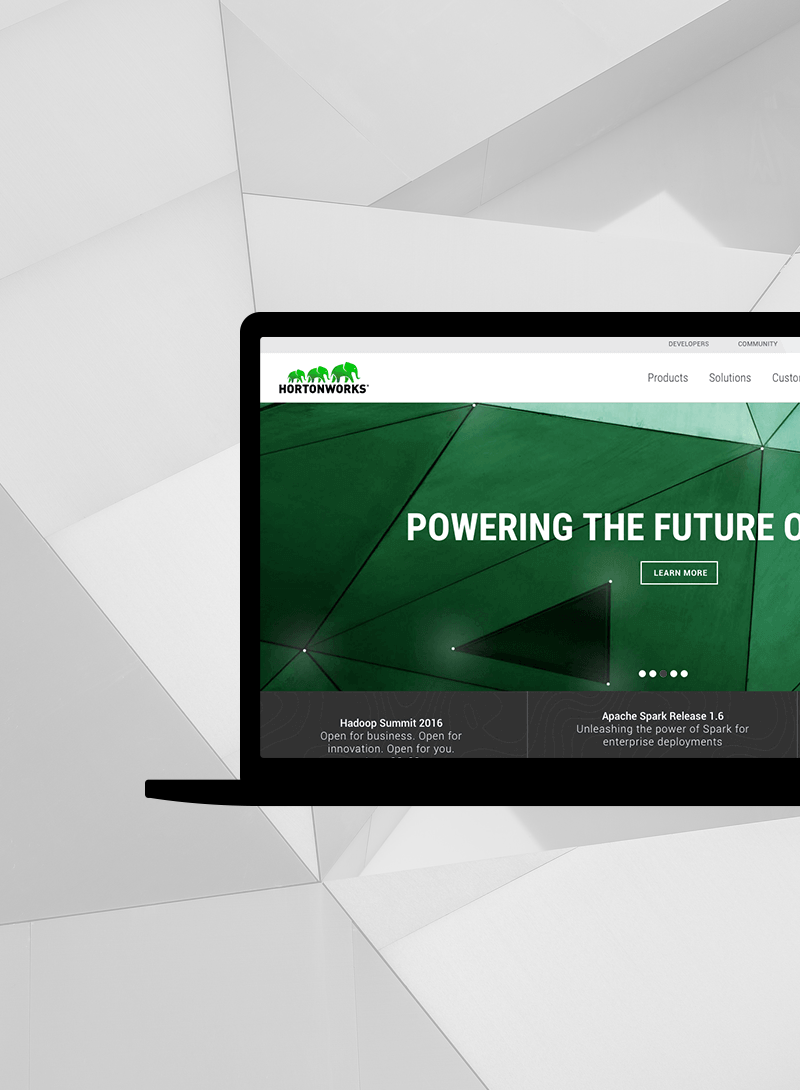 DEVELOPERS COMMUNITY
HORTONWORKS®
Products Solutions Custo
POWERING THE FUTURE O
LEARN MORE
Hadoop Summit 2016
Open for business. Open for
innovation. Open for you.
Apache Spark Release 1.6
Unleashing the power of Spark for
enterprise deployments